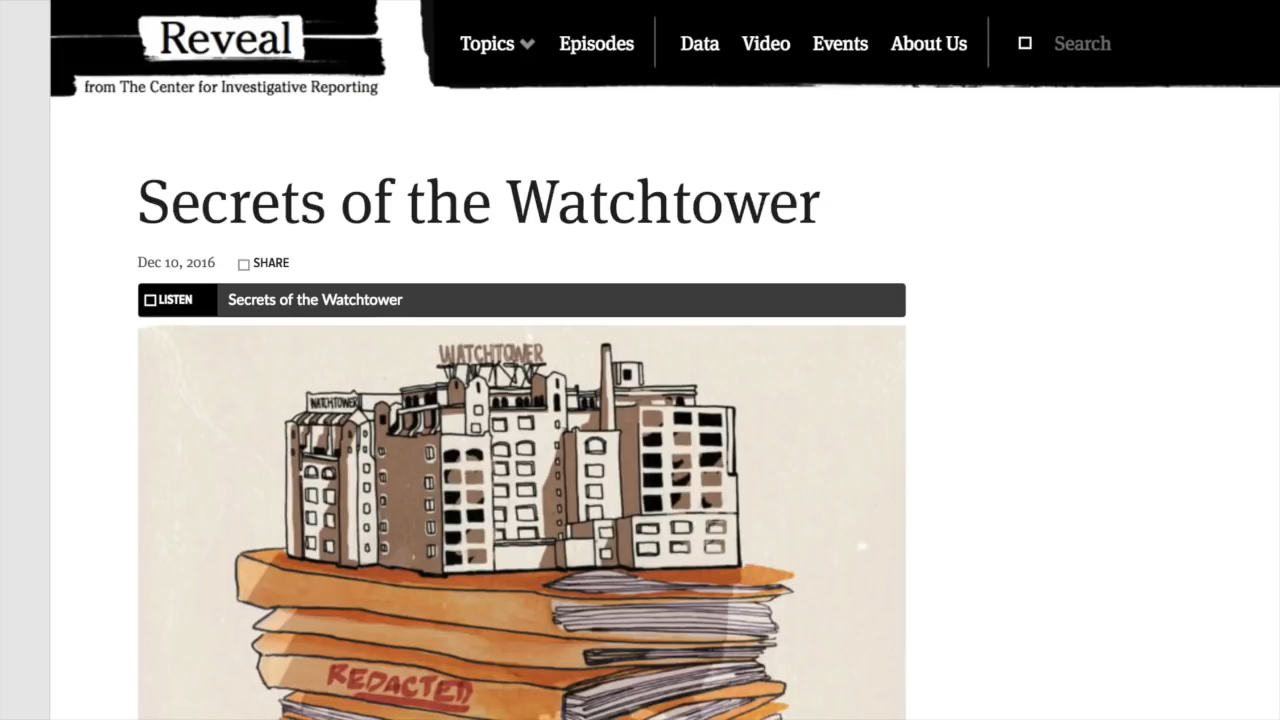 Reveal
from The Center for Investigative Reporting
Topics Episodes Data Video Events About Us Search
Secrets of the Watchtower
Dec 10, 2016 SHARE
LISTEN Secrets of the Watchtower
WATCHTOWER
WATCHTOWER
REDACTED